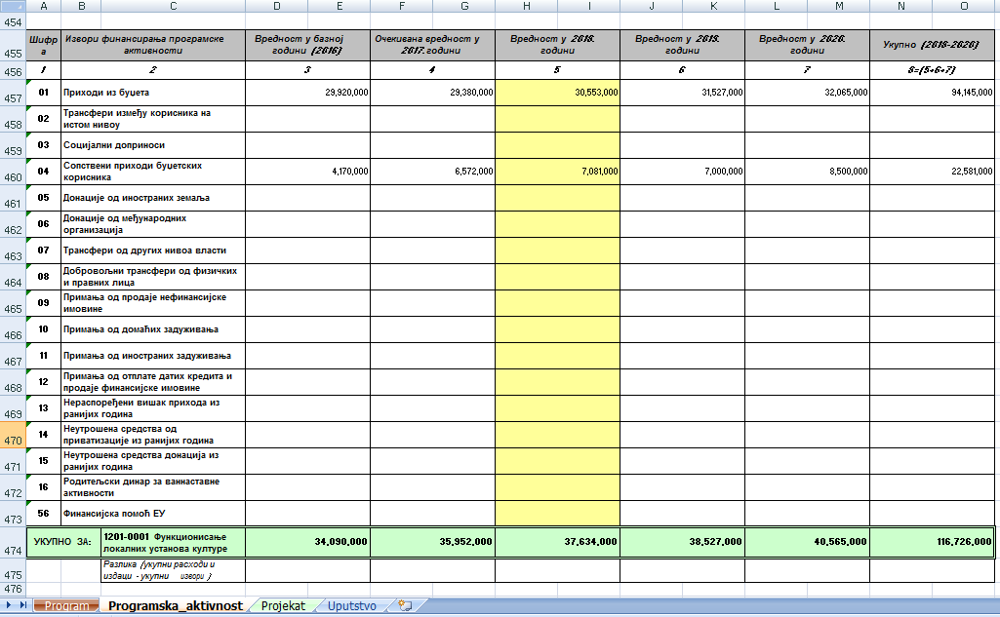 A B C D E F G H I J K L M N O
454
455 Шифр а Извори финансирања програмске активности Вредност у базној години (2016) Очекивана вредност у 2017.години Вредност у 2018. години Вредност у 2019. години Вредност у 2020. години Укупно (2018-2020)
456 1 2 3 4 5 6 7 8=(5+6+7)
457 01 Приходи из буџета 29,920,000 29,380,000 30,553,000 31,527,000 32,065,000 94,145,000
458 02 Трансфери између корисника на
истом нивоу
459 03 Социјални доприноси
460 04 Сопствени приходи буџетских
корисника 4,170,000 6,572,000 7,081,000 7,000,000 8,500,000 22,581,000
461 05 Донације од иностраних земаља
462 06 Донације од међународних
организација
463 07 Трансфери од других нивоа власти
464 08 Добровољни трансфери од физичких
и правних лица
465 09 Примања од продаје нефинансијске
имовине
466 10 Примања од домаћих задуживања
467 11 Примања од иностраних задуживања
468 12 Примања од отплате датих кредита и
продаје финансијске имовине
469 13 Нераспоређени вишак прихода из
ранијих година
470 14 Неутрошена средства од
приватизације из ранијих година
471 15 Неутрошена средства донација из
ранијих година
472 16 Родитељски динар за ваннаставне
активности
473 56 Финансијска помоћ ЕУ
474 УКУПНО ЗА: 1201-0001 Функционисање
локалних установа културе 34,090,000 35,952,000 37,634,000 38,527,000 40,565,000 116,726,000
475 Разлика (укупни расходи и
издаци - укупни извори )
476
Program Programska_aktivnost Projekat Uputstvo